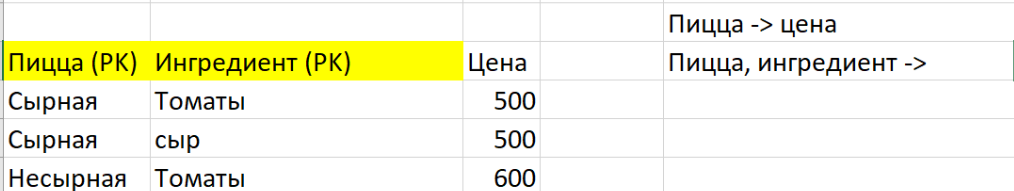 Пицца -> цена
Пицца (PK) Ингредиент (PK) Цена Пицца, ингредиент ->
Сырная Томаты 500
Сырная сыр 500
Несырная Томаты 600